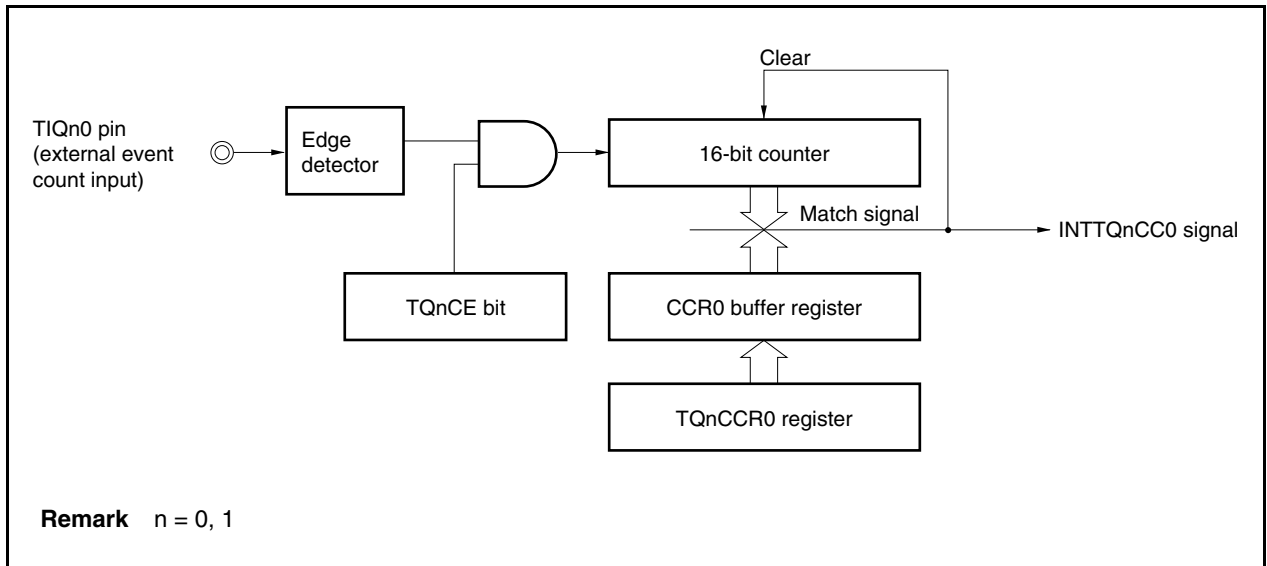 Clear
TIQn0 pin
(external event
count input)
Edge
detector
16-bit counter
Match signal
INTTQnCC0 signal
TQnCE bit
CCR0 buffer register
TQnCCR0 register
Remark n = 0, 1